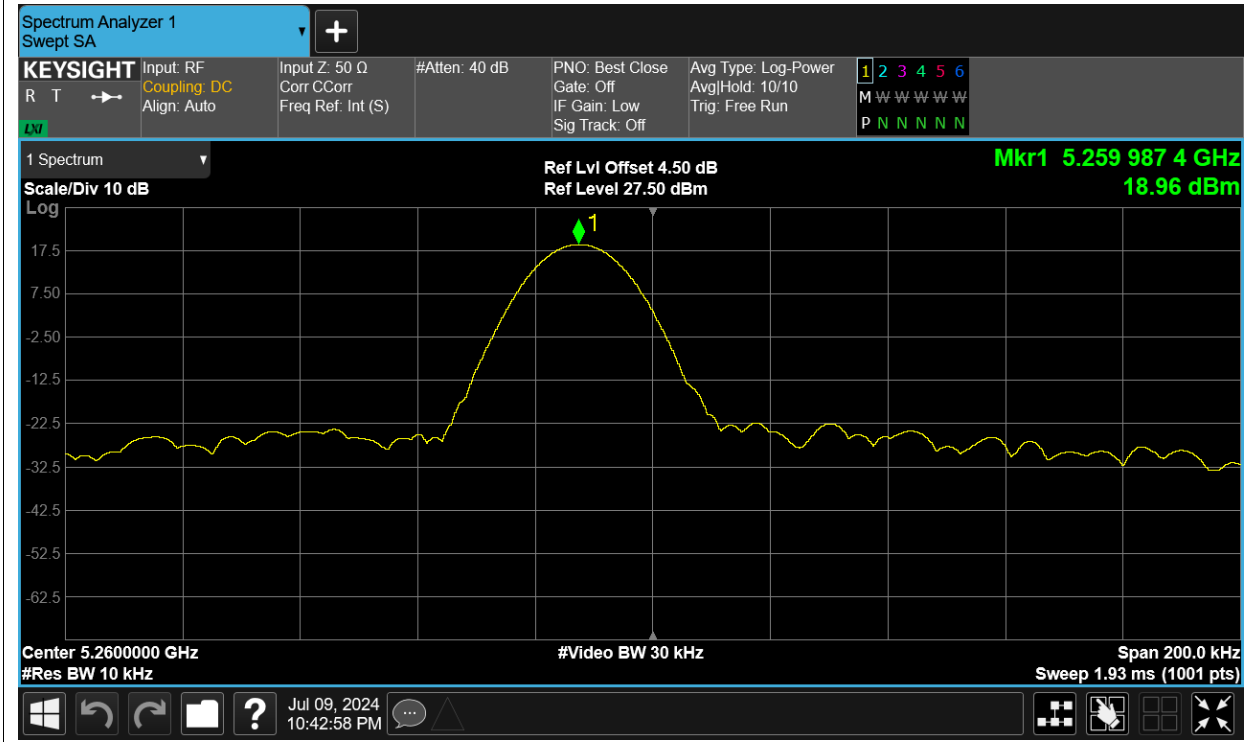 Spectrum Analyzer 1
Swept SA
KEYSIGHT
R T
LXI
Input: RF
Coupling: DC
Align: Auto
Input Z: 50 Ω
Corr CCorr
Freq Ref: Int (S)
#Atten: 40 dB
PNO: Best Close
Gate: Off
IF Gain: Low
Sig Track: Off
Avg Type: Log-Power
Avg|Hold: 10/10
Trig: Free Run
1 2 3 4 5 6
M W W W W W
P N N N N N
1 Spectrum
Scale/Div 10 dB
Log
Ref Lvl Offset 4.50 dB
Ref Level 27.50 dBm
Mkr1 5.259 987 4 GHz
18.96 dBm
1
17.5
7.50
-2.50
-12.5
-22.5
-32.5
-42.5
-52.5
-62.5
Center 5.2600000 GHz
#Video BW 30 kHz
Span 200.0 kHz
#Res BW 10 kHz
Sweep 1.93 ms (1001 pts)
?
Jul 09, 2024
10:42:58 PM